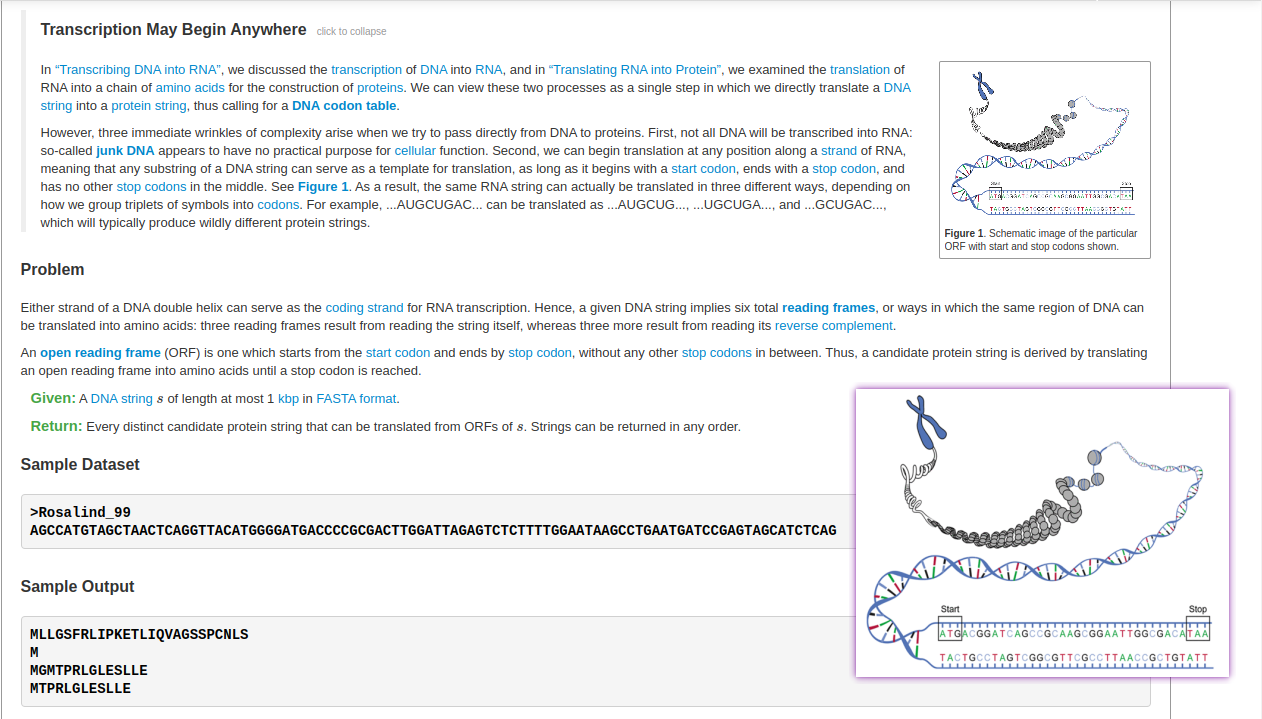 Transcription May Begin Anywhere click to collapse
In “Transcribing DNA into RNA”, we discussed the transcription of DNA into RNA, and in “Translating RNA into Protein”, we examined the translation of
RNA into a chain of amino acids for the construction of proteins. We can view these two processes as a single step in which we directly translate a DNA
string into a protein string, thus calling for a DNA codon table.
However, three immediate wrinkles of complexity arise when we try to pass directly from DNA to proteins. First, not all DNA will be transcribed into RNA:
so-called junk DNA appears to have no practical purpose for cellular function. Second, we can begin translation at any position along a strand of RNA,
meaning that any substring of a DNA string can serve as a template for translation, as long as it begins with a start codon, ends with a stop codon, and
has no other stop codons in the middle. See Figure 1. As a result, the same RNA string can actually be translated in three different ways, depending on
how we group triplets of symbols into codons. For example, ...AUGCUGAC... can be translated as ...AUGCUG..., ...UGCUGA..., and ...GCUGAC...,
which will typically produce wildly different protein strings.
Figure 1. Schematic image of the particular
ORF with start and stop codons shown.
Problem
Either strand of a DNA double helix can serve as the coding strand for RNA transcription. Hence, a given DNA string implies six total reading frames, or ways in which the same region of DNA can
be translated into amino acids: three reading frames result from reading the string itself, whereas three more result from reading its reverse complement.
An open reading frame (ORF) is one which starts from the start codon and ends by stop codon, without any other stop codons in between. Thus, a candidate protein string is derived by translating
an open reading frame into amino acids until a stop codon is reached.
Given: A DNA string s of length at most 1 kbp in FASTA format.
Return: Every distinct candidate protein string that can be translated from ORFs of s. Strings can be returned in any order.
Sample Dataset
>Rosalind_99
AGCCATGTAGCTAACTCAGGTTACATGGGGATGACCCCGCGACTTGGATTAGAGTCTCTTTTGGAATAAGCCTGAATGATCCGAGTAGCATCTCAG
Sample Output
MLLGSFRLIPKETLIQVAGSSPCNLS
M
MGMTPRLGLESLLE
MTPRLGLESLLE
Start Stop
ATGACGGATCAGCCGCAAGCGGAATTGGCGACATAA
TACTGCCTAGTCGGCGTTCGCCTTAACCGCTGTATT